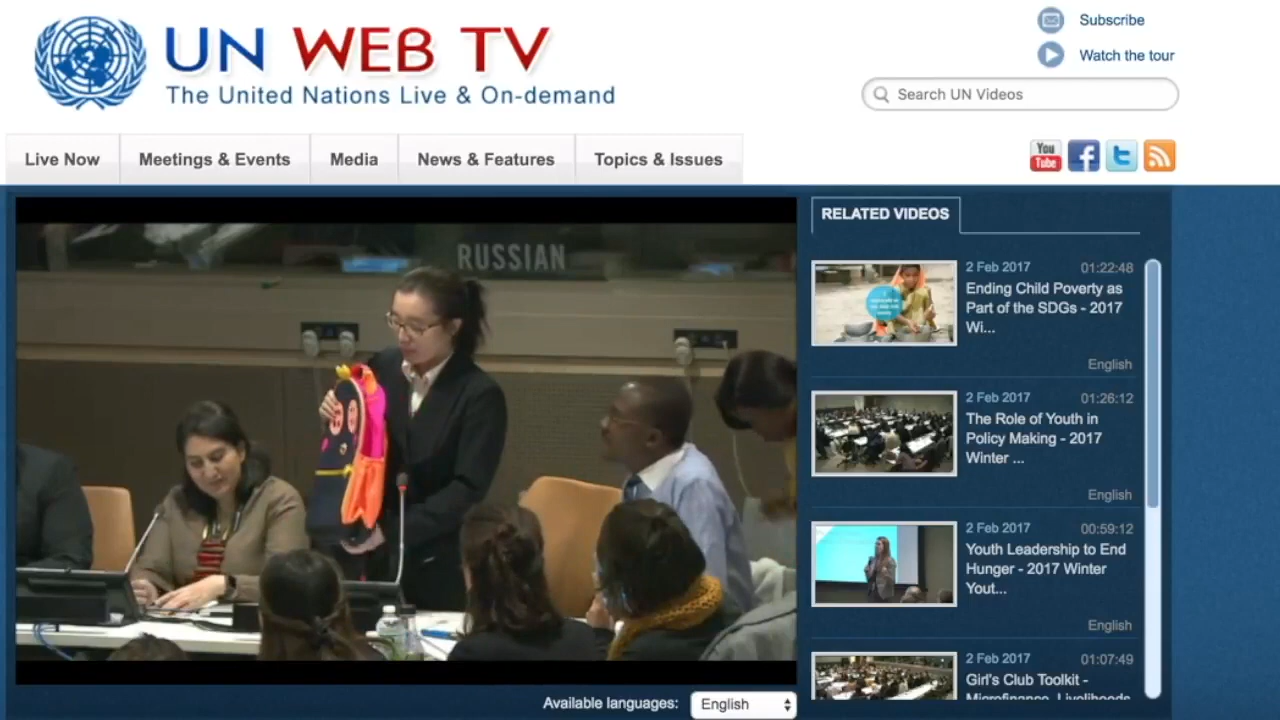 UN WEB TV
The United Nations Live & On-demand
Subscribe
Watch the tour
Search UN Videos
Live Now
Meetings & Events
Media
News & Features
Topics & Issues
You
Tube
RUSSIAN
RELATED VIDEOS
2 Feb 2017 01:22:48
Ending Child Poverty as
Part of the SDGs - 2017
Wi...
English
2 Feb 2017 01:26:12
The Role of Youth in
Policy Making - 2017
Winter ...
English
2 Feb 2017 00:59:12
Youth Leadership to End
Hunger - 2017 Winter
Yout...
English
2 Feb 2017 01:07:49
Girl's Club Toolkit -
Microfinance, Livelihoods
Available languages: English